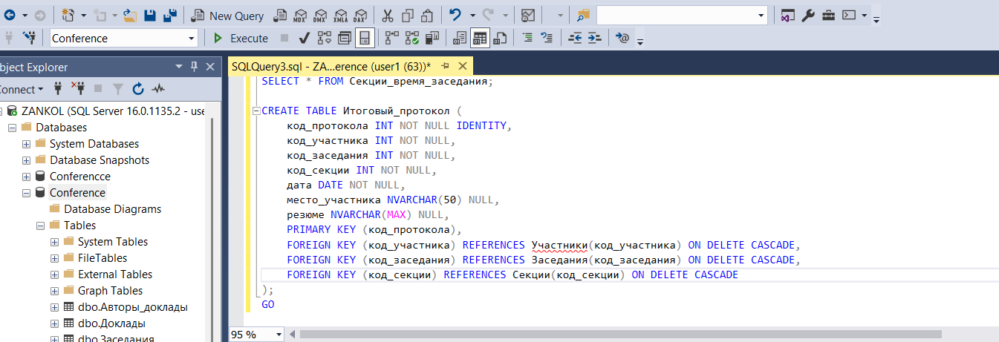 New Query
MDX
DMX
XMLA
DAX
Conference
Execute
bject Explorer
onnect
ZANKOL (SQL Server 16.0.1135.2 - use
Databases
System Databases
Database Snapshots
Conferencce
Conference
Database Diagrams
Tables
System Tables
FileTables
External Tables
Graph Tables
dbo.Авторы_доклады
dbo.Доклады
dbo.Заседания
SQLQuery3.sql - ZA...erence (user1 (63))*
SELECT * FROM Секции_время_заседания;
CREATE TABLE Итоговый_протокол (
код_протокола INT NOT NULL IDENTITY,
код_участника INT NOT NULL,
код_заседания INT NOT NULL,
код_секции INT NOT NULL,
дата DATE NOT NULL,
место_участника NVARCHAR(50) NULL,
резюме NVARCHAR(MAX) NULL,
PRIMARY KEY (код_протокола),
FOREIGN KEY (код_участника) REFERENCES Участники(код_участника) ON DELETE CASCADE,
FOREIGN KEY (код_заседания) REFERENCES Заседания(код_заседания) ON DELETE CASCADE,
FOREIGN KEY (код_секции) REFERENCES Секции(код_секции) ON DELETE CASCADE
);
GO
95 %